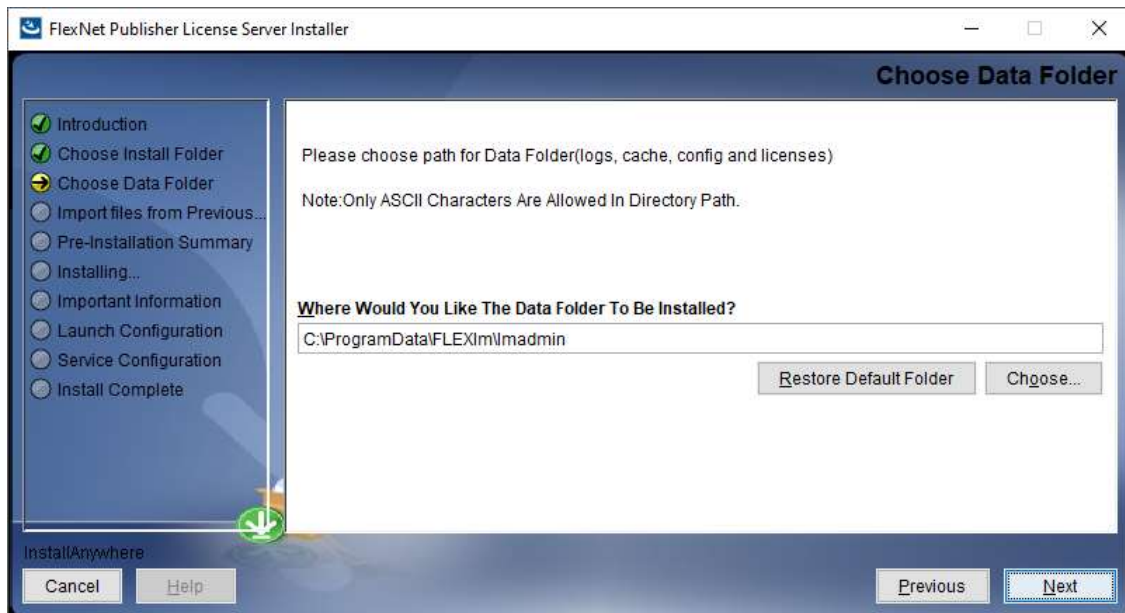 FlexNet Publisher License Server Installer
Choose Data Folder
Introduction
Choose Install Folder
Choose Data Folder
Import files from Previous...
Pre-Installation Summary
Installing...
Important Information
Launch Configuration
Service Configuration
Install Complete
Please choose path for Data Folder(logs, cache, config and licenses)
Note:Only ASCII Characters Are Allowed In Directory Path.
Where Would You Like The Data Folder To Be Installed?
C:\ProgramData\FLEXlm\lmadmin
Restore Default Folder
Choose...
InstallAnywhere
Cancel
Help
Previous
Next